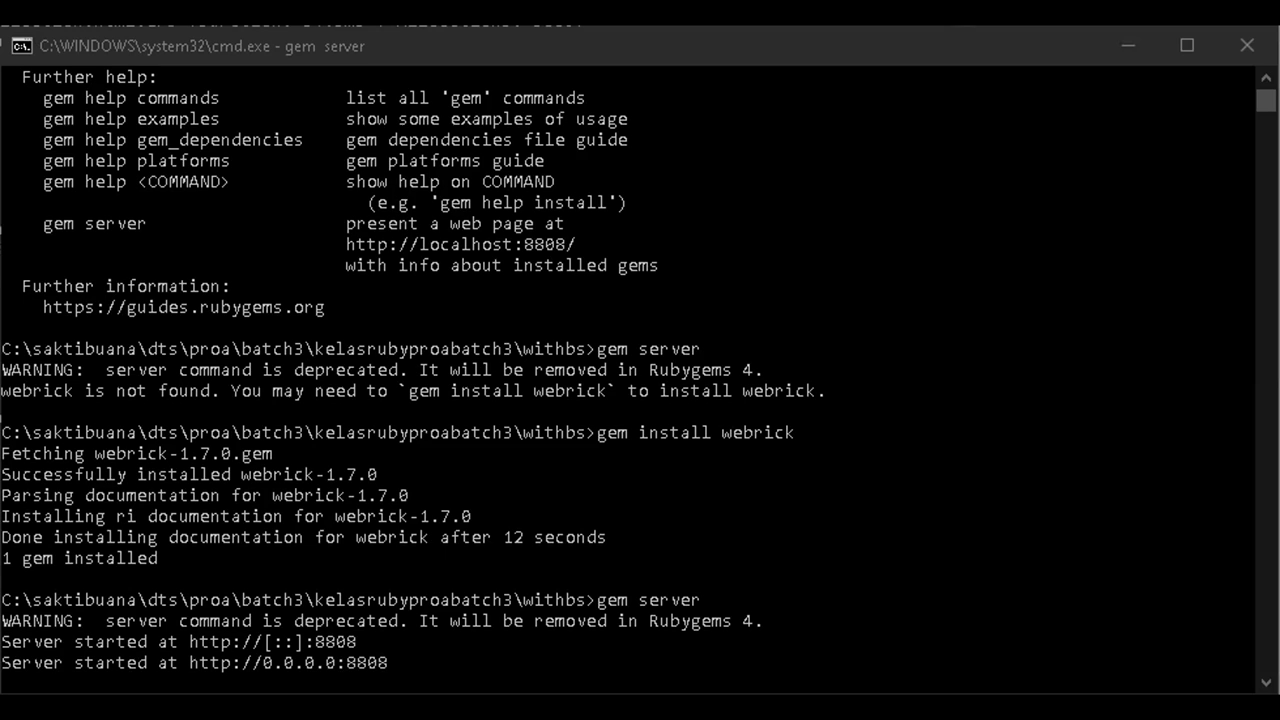 C:\WINDOWS\system32\cmd.exe - gem  server
  Further help:
    gem help commands            list all 'gem' commands
    gem help examples            show some examples of usage
    gem help gem_dependencies    gem dependencies file guide
    gem help platforms           gem platforms guide
    gem help <COMMAND>           show help on COMMAND
                                   (e.g. 'gem help install')
    gem server                   present a web page at
                                 http://localhost:8808/
                                 with info about installed gems
  Further information:
    https://guides.rubygems.org
C:\saktibuana\dts\proa\batch3\kelasrubyproabatch3\withbs>gem server
WARNING:  server command is deprecated. It will be removed in Rubygems 4.
webrick is not found. You may need to `gem install webrick` to install webrick.
C:\saktibuana\dts\proa\batch3\kelasrubyproabatch3\withbs>gem install webrick
Fetching webrick-1.7.0.gem
Successfully installed webrick-1.7.0
Parsing documentation for webrick-1.7.0
Installing ri documentation for webrick-1.7.0
Done installing documentation for webrick after 12 seconds
1 gem installed
C:\saktibuana\dts\proa\batch3\kelasrubyproabatch3\withbs>gem server
WARNING:  server command is deprecated. It will be removed in Rubygems 4.
Server started at http://[::]:8808
Server started at http://0.0.0.0:8808